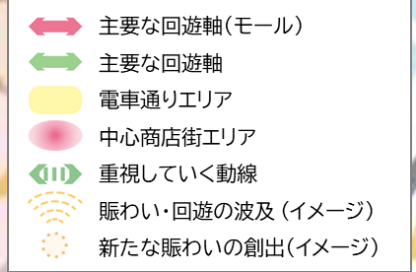 主要な回遊軸(モール)
主要な回遊軸
電車通りエリア
中心商店街エリア
重視していく動線
賑わい・回遊の波及(イメージ)
新たな賑わいの創出(イメージ)